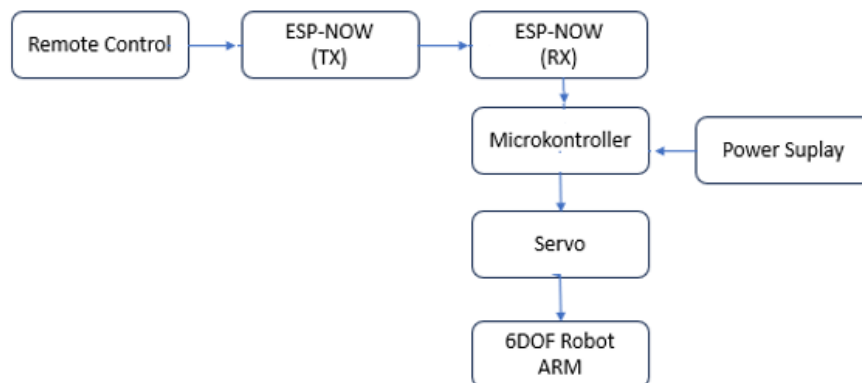 Remote Control
ESP-NOW
(TX)
ESP-NOW
(RX)
Microkontroller
Power Suplay
Servo
6DOF Robot
ARM